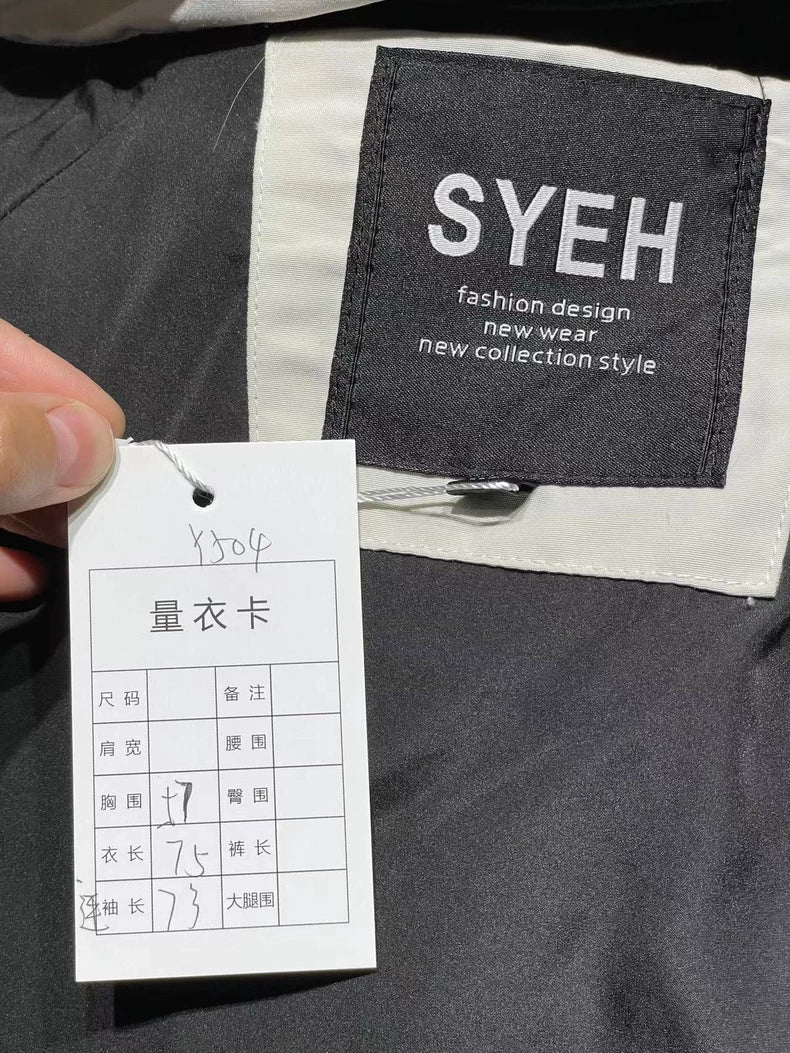 SYEH
fashion design
new wear
new collection style
Y504
量衣卡
尺码 备注
肩宽 腰围
胸围 57 臀围
衣长 75 裤长
连袖长 73 大腿围